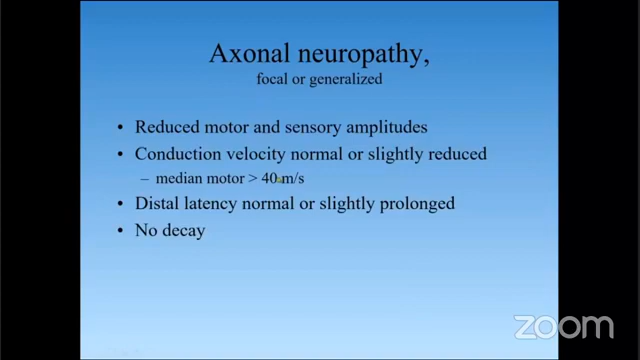 Axonal neuropathy,
focal or generalized
• Reduced motor and sensory amplitudes
• Conduction velocity normal or slightly reduced
– median motor > 40 m/s
• Distal latency normal or slightly prolonged
• No decay
zoom